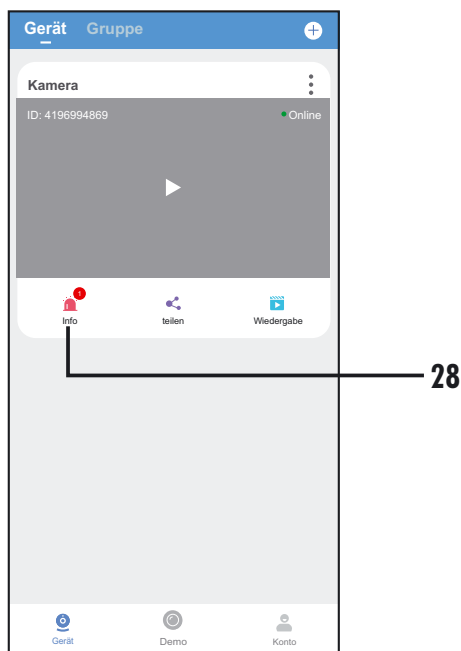 Gerät Gruppe
Kamera
ID: 4196994869 Online
1
Info teilen Wiedergabe
28
Gerät Demo Konto